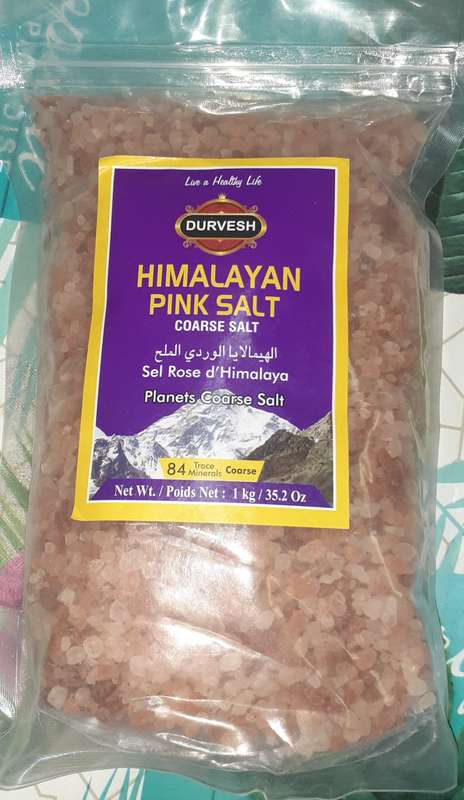 Live a Healthy Life
DURVESH
HIMALAYAN
PINK SALT
COARSE SALT
الهيمالايا الوردي الملح
Sel Rose d'Himalaya
Planets Coarse Salt
84 Trace Minerals Coarse
Net Wt. / Poids Net : 1 kg / 35.2 Oz